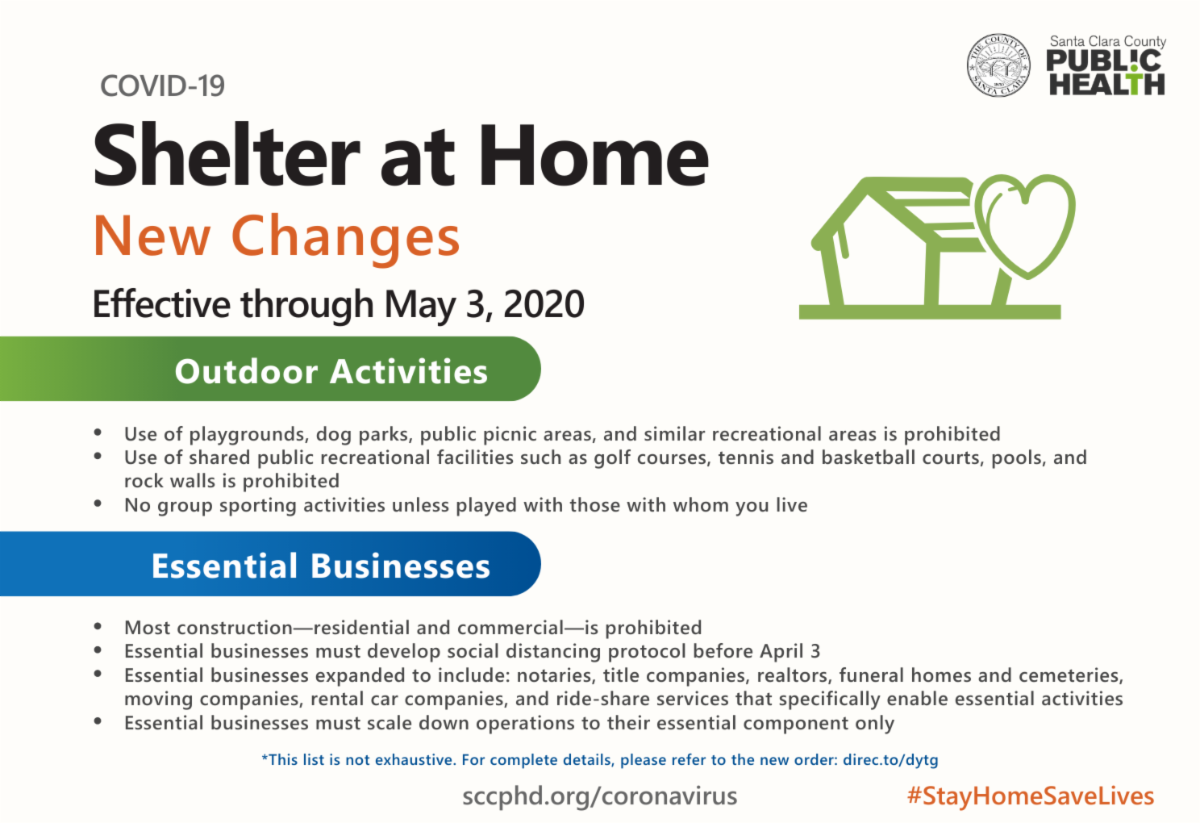 THE COUNTY OF
SANTA CLARA
Santa Clara County
PUBLIC
HEALTH
COVID-19
Shelter at Home
New Changes
Effective through May 3, 2020
Outdoor Activities
• Use of playgrounds, dog parks, public picnic areas, and similar recreational areas is prohibited
• Use of shared public recreational facilities such as golf courses, tennis and basketball courts, pools, and
rock walls is prohibited
• No group sporting activities unless played with those with whom you live
Essential Businesses
• Most construction—residential and commercial—is prohibited
• Essential businesses must develop social distancing protocol before April 3
• Essential businesses expanded to include: notaries, title companies, realtors, funeral homes and cemeteries,
moving companies, rental car companies, and ride-share services that specifically enable essential activities
• Essential businesses must scale down operations to their essential component only
*This list is not exhaustive. For complete details, please refer to the new order: direc.to/dytg
sccphd.org/coronavirus
#StayHomeSaveLives